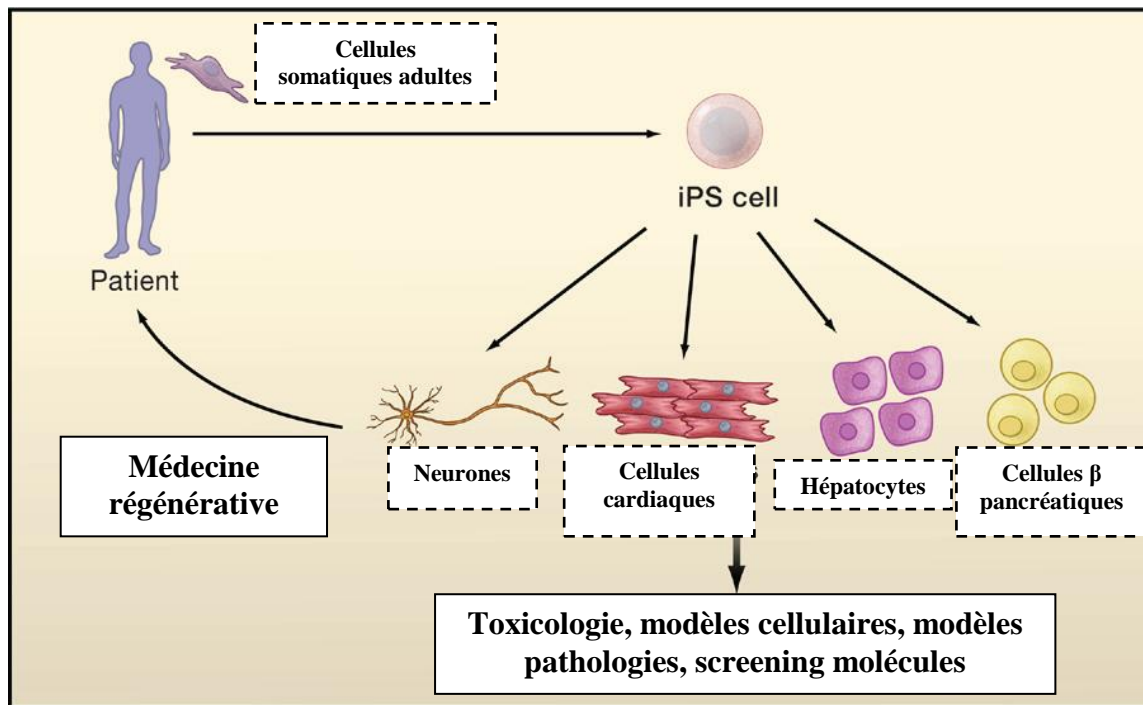 Cellules
somatiques adultes
iPS cell
Patient
Médecine
régénérative
Neurones
Cellules
cardiaques
Hépatocytes
Cellules β
pancréatiques
Toxicologie, modèles cellulaires, modèles
pathologies, screening molécules